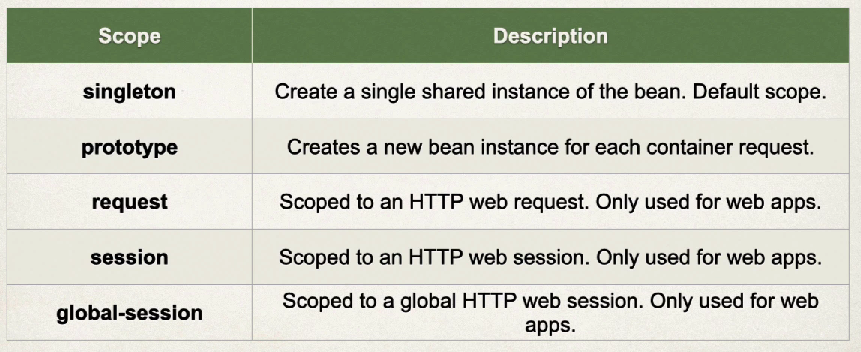 Scope Description
singleton Create a single shared instance of the bean. Default scope.
prototype Creates a new bean instance for each container request.
request Scoped to an HTTP web request. Only used for web apps.
session Scoped to an HTTP web session. Only used for web apps.
global-session Scoped to a global HTTP web session. Only used for web
apps.